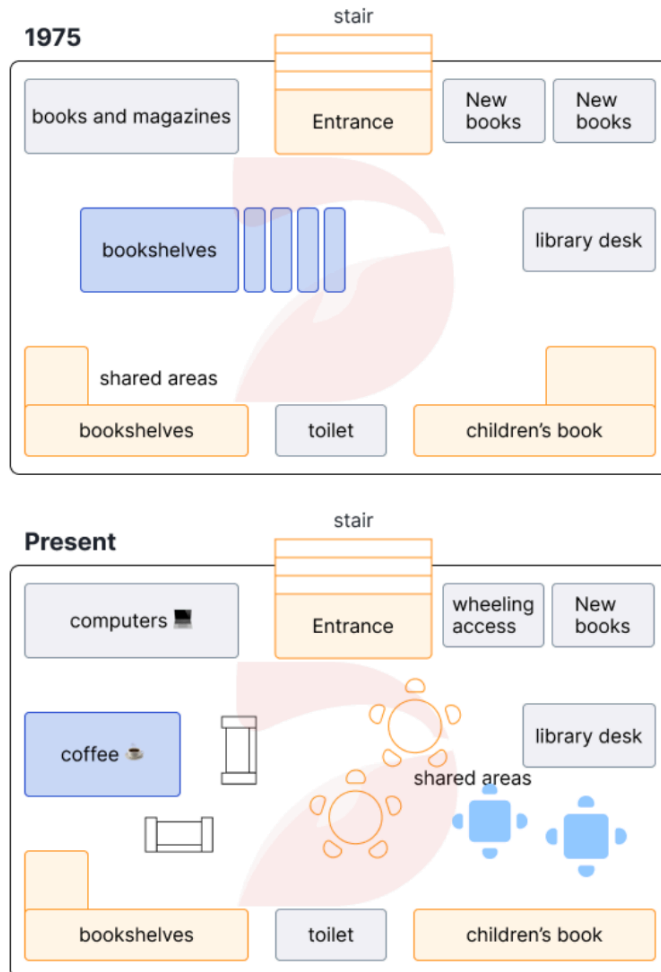 stair
1975
books and magazines
Entrance
New
books
New
books
bookshelves
library desk
shared areas
bookshelves
toilet
children's book
stair
Present
computers
Entrance
wheeling
access
New
books
coffee
library desk
shared areas
bookshelves
toilet
children's book